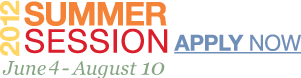 2012 SUMMER
SESSION APPLY NOW
June 4 - August 10